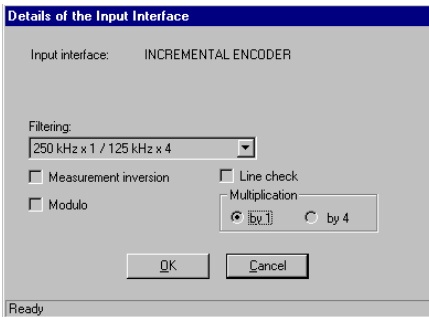 Details of the Input Interface
Input interface: INCREMENTAL ENCODER
Filtering:
250 kHz x 1 / 125 kHz x 4
Measurement inversion
Line check
Modulo
Multiplication
by 1 by 4
OK Cancel
Ready